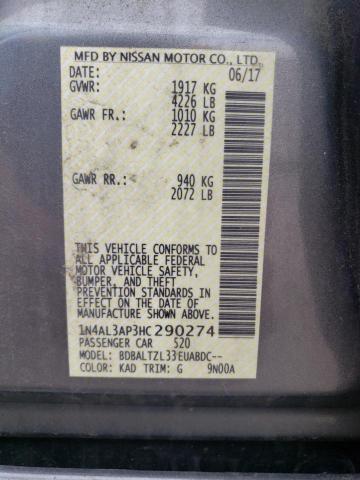 MFD BY NISSAN MOTOR CO., LTD.
DATE: 06/17
GVWR: 1917 KG
4226 LB
GAWR FR.: 1010 KG
2227 LB
GAWR RR.: 940 KG
2072 LB
THIS VEHICLE CONFORMS TO
ALL APPLICABLE FEDERAL
MOTOR VEHICLE SAFETY,
BUMPER, AND THEFT
PREVENTION STANDARDS IN
EFFECT ON THE DATE OF
MANUFACTURE SHOWN ABOVE.
1N4AL3AP3HC290274
PASSENGER CAR 520
MODEL: BDBALTZL33EUABDC--
COLOR: KAD TRIM: G 9N00A